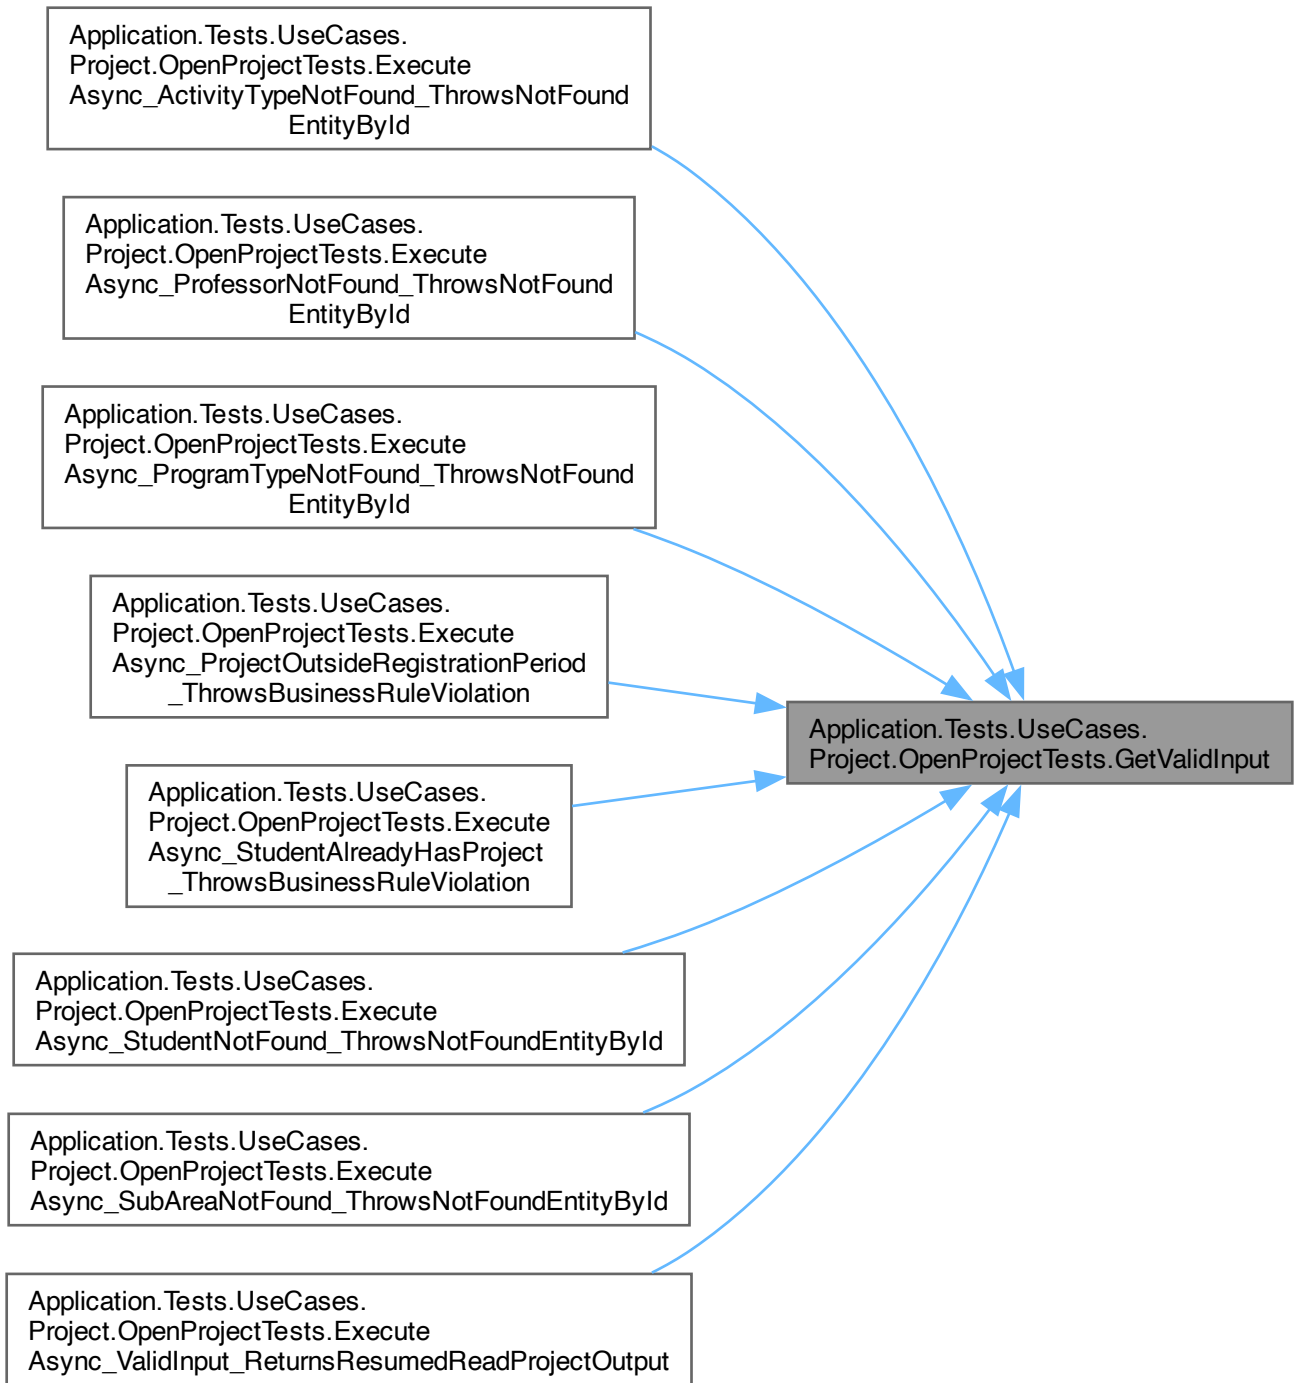 Application.Tests.UseCases.
Project.OpenProjectTests.Execute
Async_ActivityTypeNotFound_ThrowsNotFound
EntityById
Application.Tests.UseCases.
Project.OpenProjectTests.Execute
Async_ProfessorNotFound_ThrowsNotFound
EntityById
Application.Tests.UseCases.
Project.OpenProjectTests.Execute
Async_ProgramTypeNotFound_ThrowsNotFound
EntityById
Application.Tests.UseCases.
Project.OpenProjectTests.Execute
Async_ProjectOutsideRegistrationPeriod
_ThrowsBusinessRuleViolation
Application.Tests.UseCases.
Project.OpenProjectTests.GetValidInput
Application.Tests.UseCases.
Project.OpenProjectTests.Execute
Async_StudentAlreadyHasProject
_ThrowsBusinessRuleViolation
Application.Tests.UseCases.
Project.OpenProjectTests.Execute
Async_StudentNotFound_ThrowsNotFoundEntityById
Application.Tests.UseCases.
Project.OpenProjectTests.Execute
Async_SubAreaNotFound_ThrowsNotFoundEntityById
Application.Tests.UseCases.
Project.OpenProjectTests.Execute
Async_ValidInput_ReturnsResumedReadProjectOutput